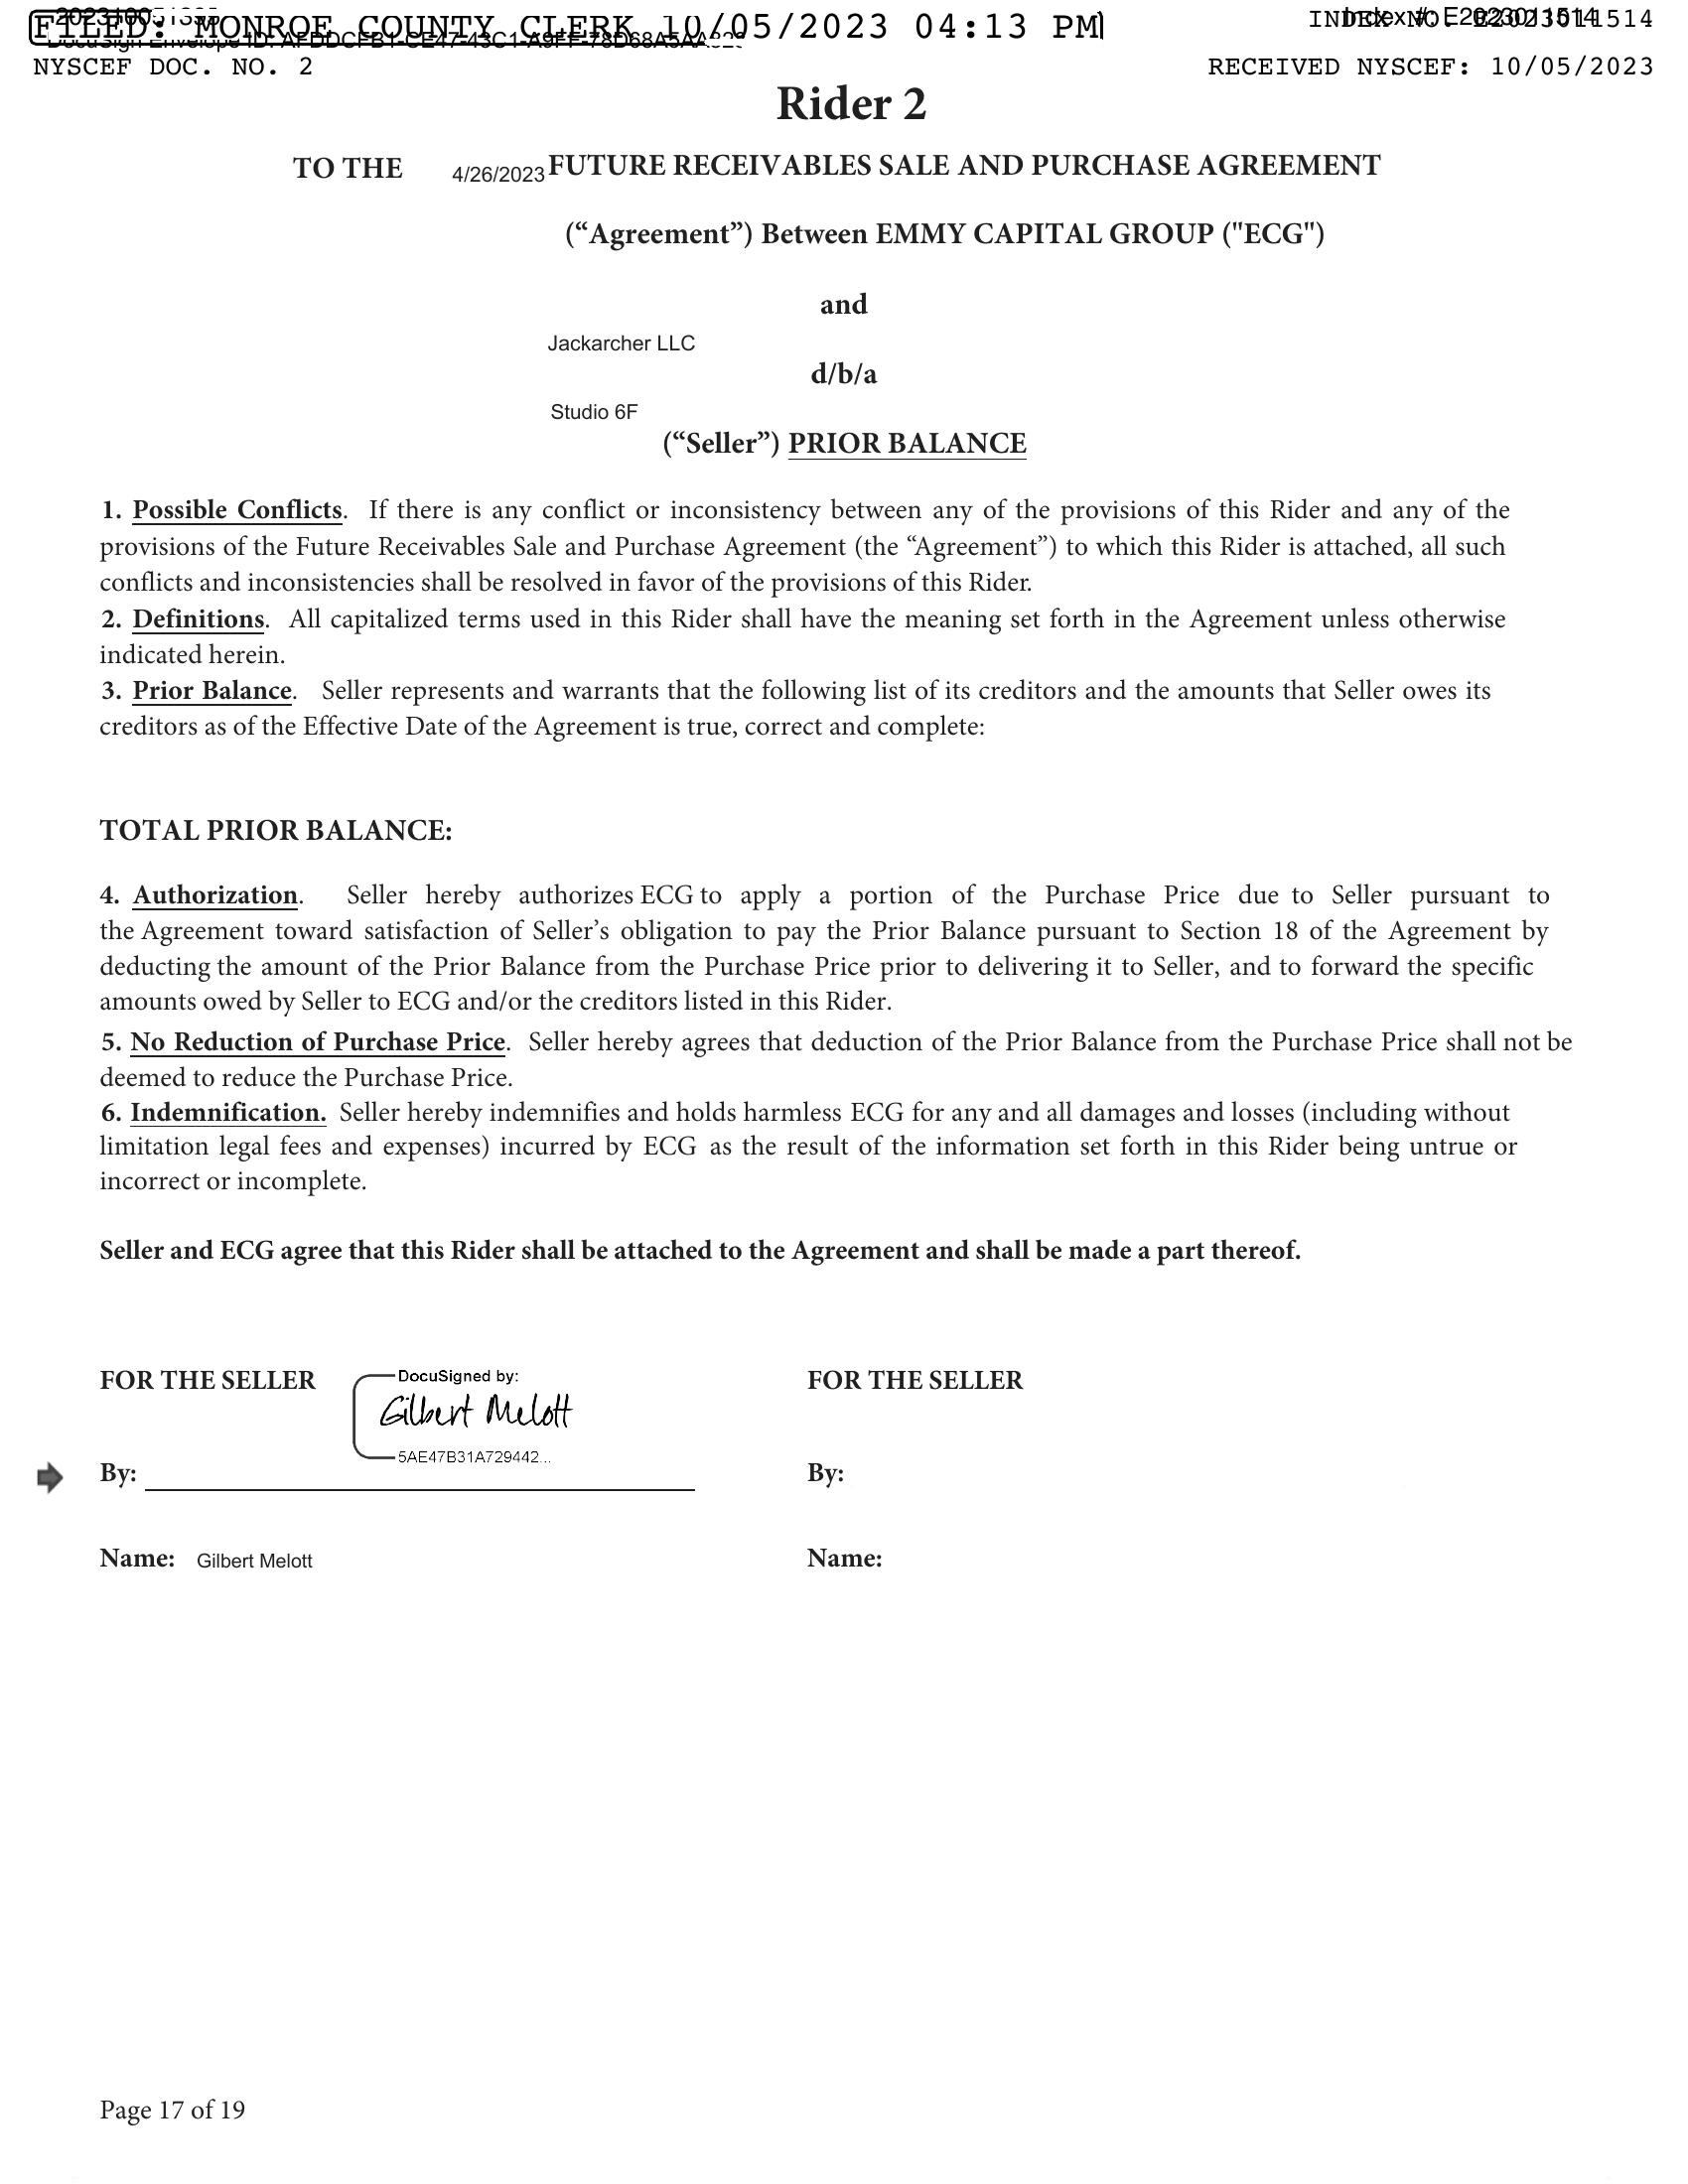 FILED: MONROE COUNTY CLERK 10/05/2023 04:13 PM
NYSCEF DOC. NO. 2
RECEIVED NYSCEF: 10/05/2023
Rider 2
TO THE 4/26/2023 FUTURE RECEIVABLES SALE AND PURCHASE AGREEMENT
(“Agreement”) Between EMMY CAPITAL GROUP ("ECG")
and
Jackarcher LLC
d/b/a
Studio 6F
(“Seller”) PRIOR BALANCE
1. Possible Conflicts. If there is any conflict or inconsistency between any of the provisions of this Rider and any of the
provisions of the Future Receivables Sale and Purchase Agreement (the “Agreement”) to which this Rider is attached, all such
conflicts and inconsistencies shall be resolved in favor of the provisions of this Rider.
2. Definitions. All capitalized terms used in this Rider shall have the meaning set forth in the Agreement unless otherwise
indicated herein.
3. Prior Balance. Seller represents and warrants that the following list of its creditors and the amounts that Seller owes its
creditors as of the Effective Date of the Agreement is true, correct and complete:
TOTAL PRIOR BALANCE:
4. Authorization. Seller hereby authorizes ECG to apply a portion of the Purchase Price due to Seller pursuant to
the Agreement toward satisfaction of Seller’s obligation to pay the Prior Balance pursuant to Section 18 of the Agreement by
deducting the amount of the Prior Balance from the Purchase Price prior to delivering it to Seller, and to forward the specific
amounts owed by Seller to ECG and/or the creditors listed in this Rider.
5. No Reduction of Purchase Price. Seller hereby agrees that deduction of the Prior Balance from the Purchase Price shall not be
deemed to reduce the Purchase Price.
6. Indemnification. Seller hereby indemnifies and holds harmless ECG for any and all damages and losses (including without
limitation legal fees and expenses) incurred by ECG as the result of the information set forth in this Rider being untrue or
incorrect or incomplete.
Seller and ECG agree that this Rider shall be attached to the Agreement and shall be made a part thereof.
FOR THE SELLER
DocuSigned by:
Gilbert Melott
5AE47B31A729442...
By:
Name: Gilbert Melott
FOR THE SELLER
By:
Name:
Page 17 of 19